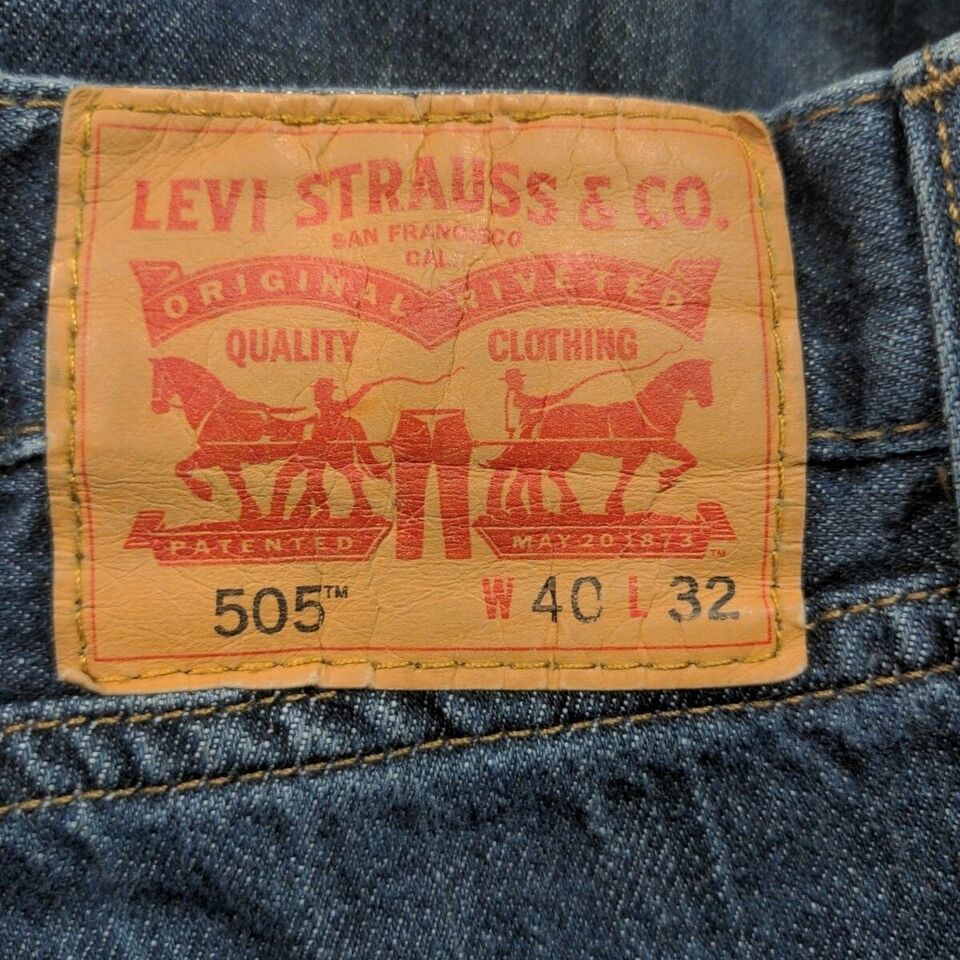 LEVI STRAUSS & CO.
SAN FRANCISCO
CAL.
ORIGINAL RIVETED
QUALITY CLOTHING
PATENTED MAY 20 1873 ™
505™ W 40 L 32